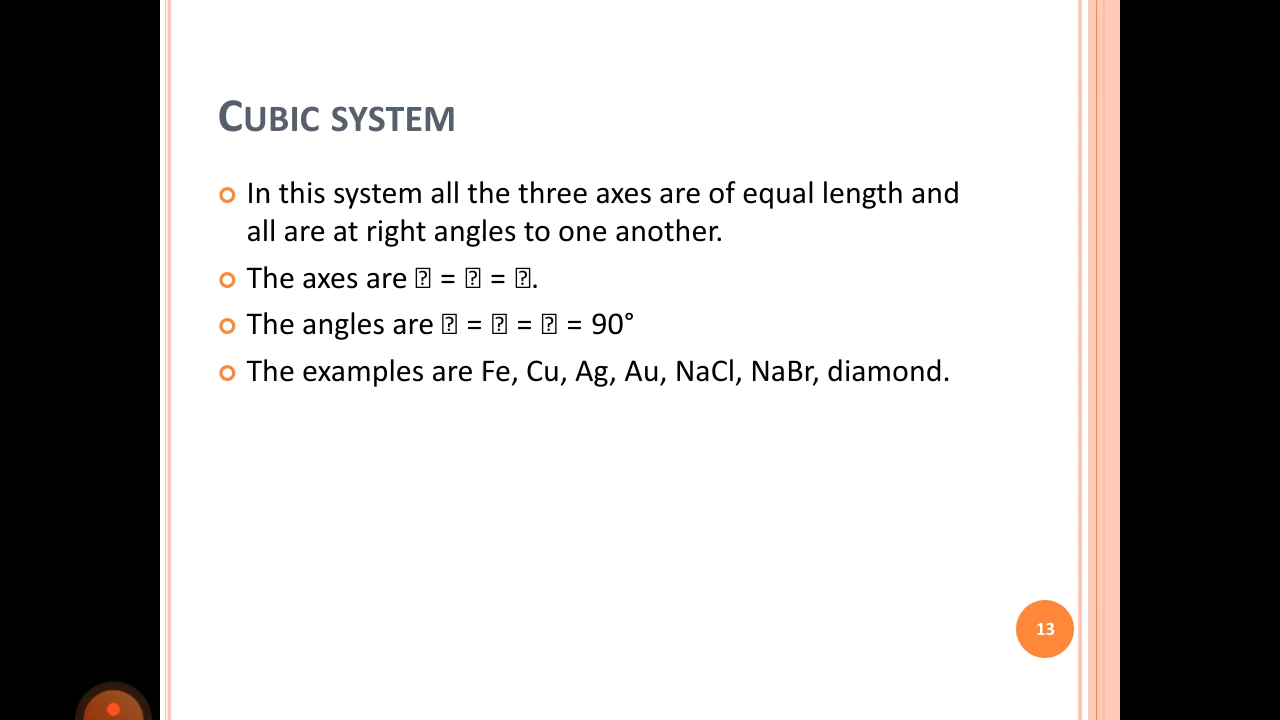 CUBIC SYSTEM
In this system all the three axes are of equal length and
all are at right angles to one another.
The axes are = = .
The angles are = = = 90°
The examples are Fe, Cu, Ag, Au, NaCl, NaBr, diamond.
13